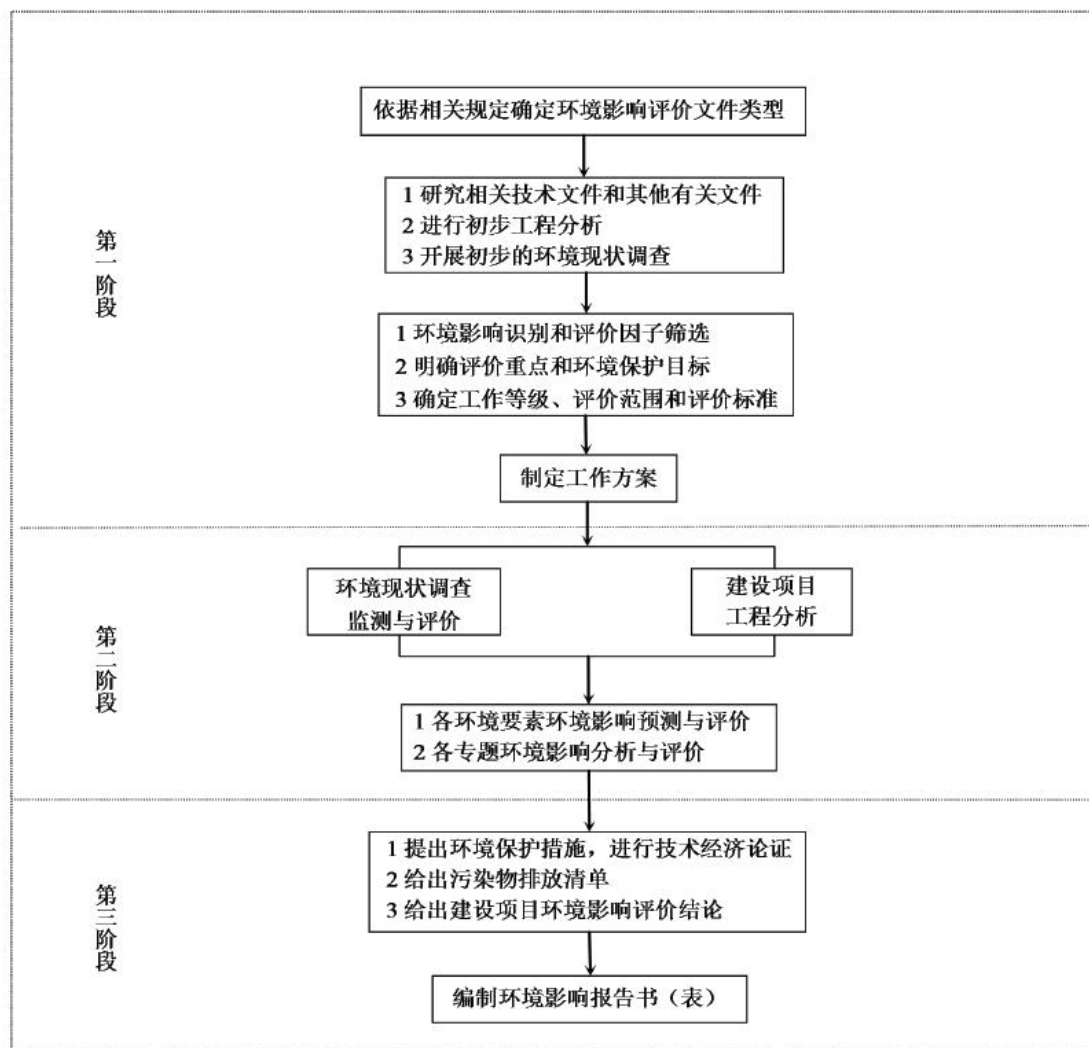 依据相关规定确定环境影响评价文件类型
1 研究相关技术文件和其他有关文件
2 进行初步工程分析
3 开展初步的环境现状调查
第一阶段
1 环境影响识别和评价因子筛选
2 明确评价重点和环境保护目标
3 确定工作等级、评价范围和评价标准
制定工作方案
环境现状调查
监测与评价
建设项目
工程分析
第二阶段
1 各环境要素环境影响预测与评价
2 各专题环境影响分析与评价
1 提出环境保护措施，进行技术经济论证
2 给出污染物排放清单
3 给出建设项目环境影响评价结论
第三阶段
编制环境影响报告书（表）